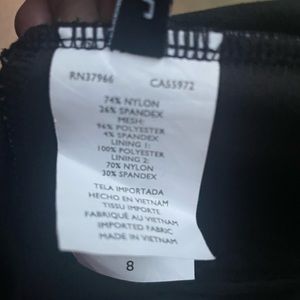 RN37966 CA55972
74% NYLON
26% SPANDEX
MESH:
96% POLYESTER
4% SPANDEX
LINING 1:
100% POLYESTER
LINING 2:
70% NYLON
30% SPANDEX
TELA IMPORTADA
HECHO EN VIETNAM
TISSU IMPORTE
FABRIQUÉ AU VIETNAM
IMPORTED FABRIC
MADE IN VIETNAM
8